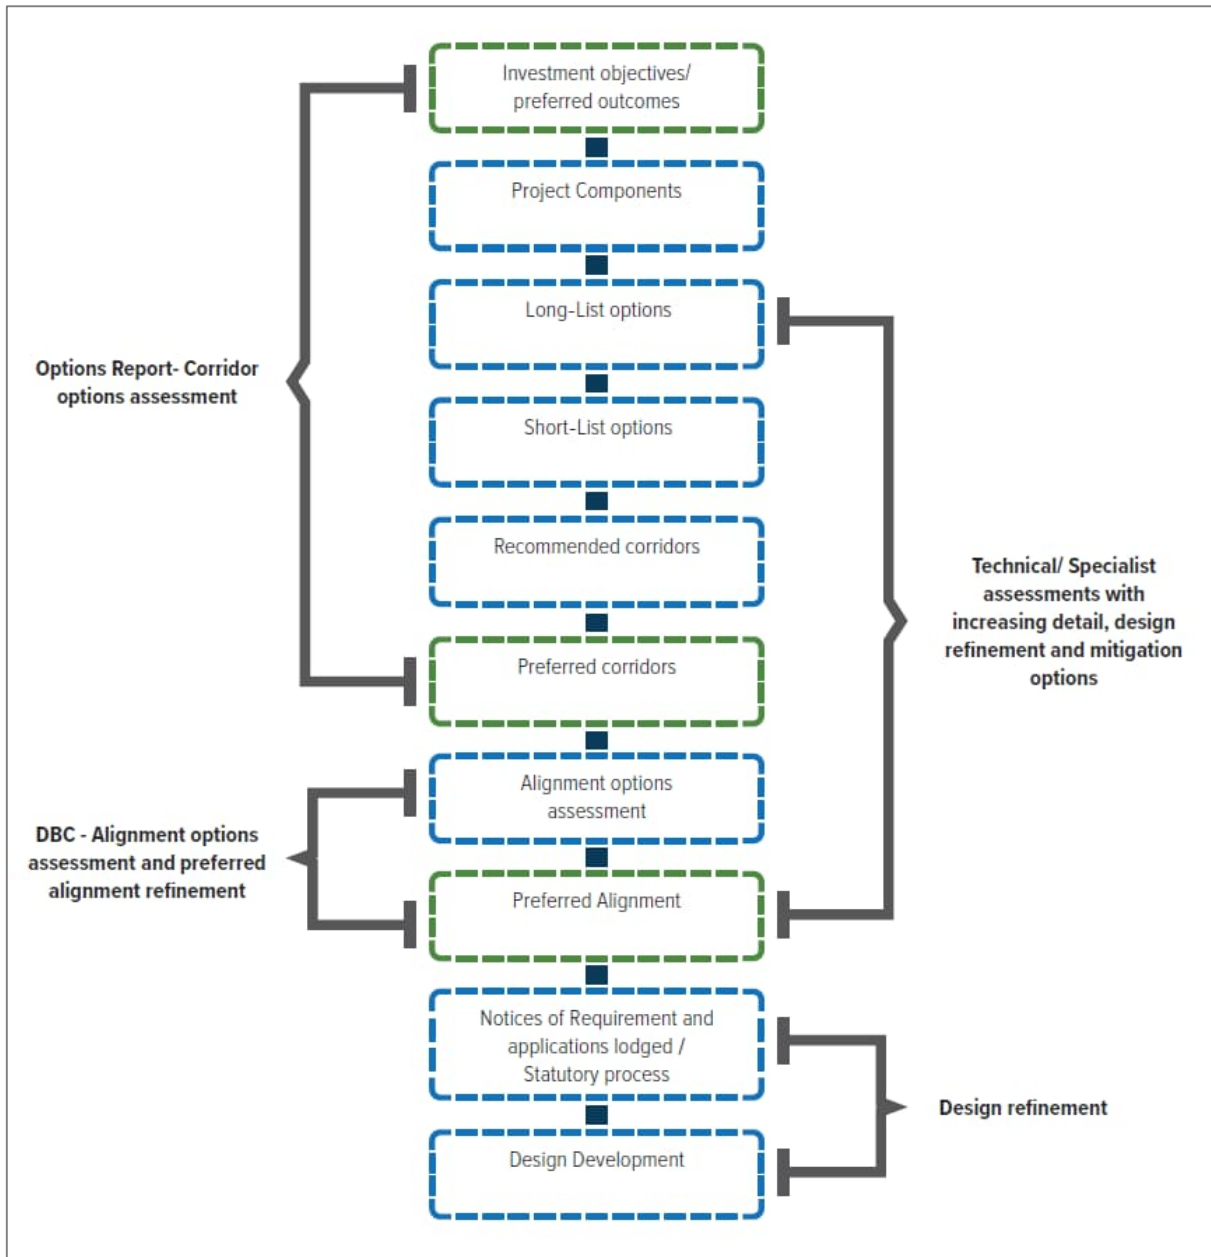 Investment objectives/
preferred outcomes
Project Components
Long-List options
Options Report- Corridor
options assessment
Short-List options
Recommended corridors
Technical/ Specialist
assessments with
increasing detail, design
refinement and mitigation
options
Preferred corridors
Alignment options
assessment
DBC - Alignment options
assessment and preferred
alignment refinement
Preferred Alignment
Notices of Requirement and
applications lodged /
Statutory process
Design refinement
Design Development